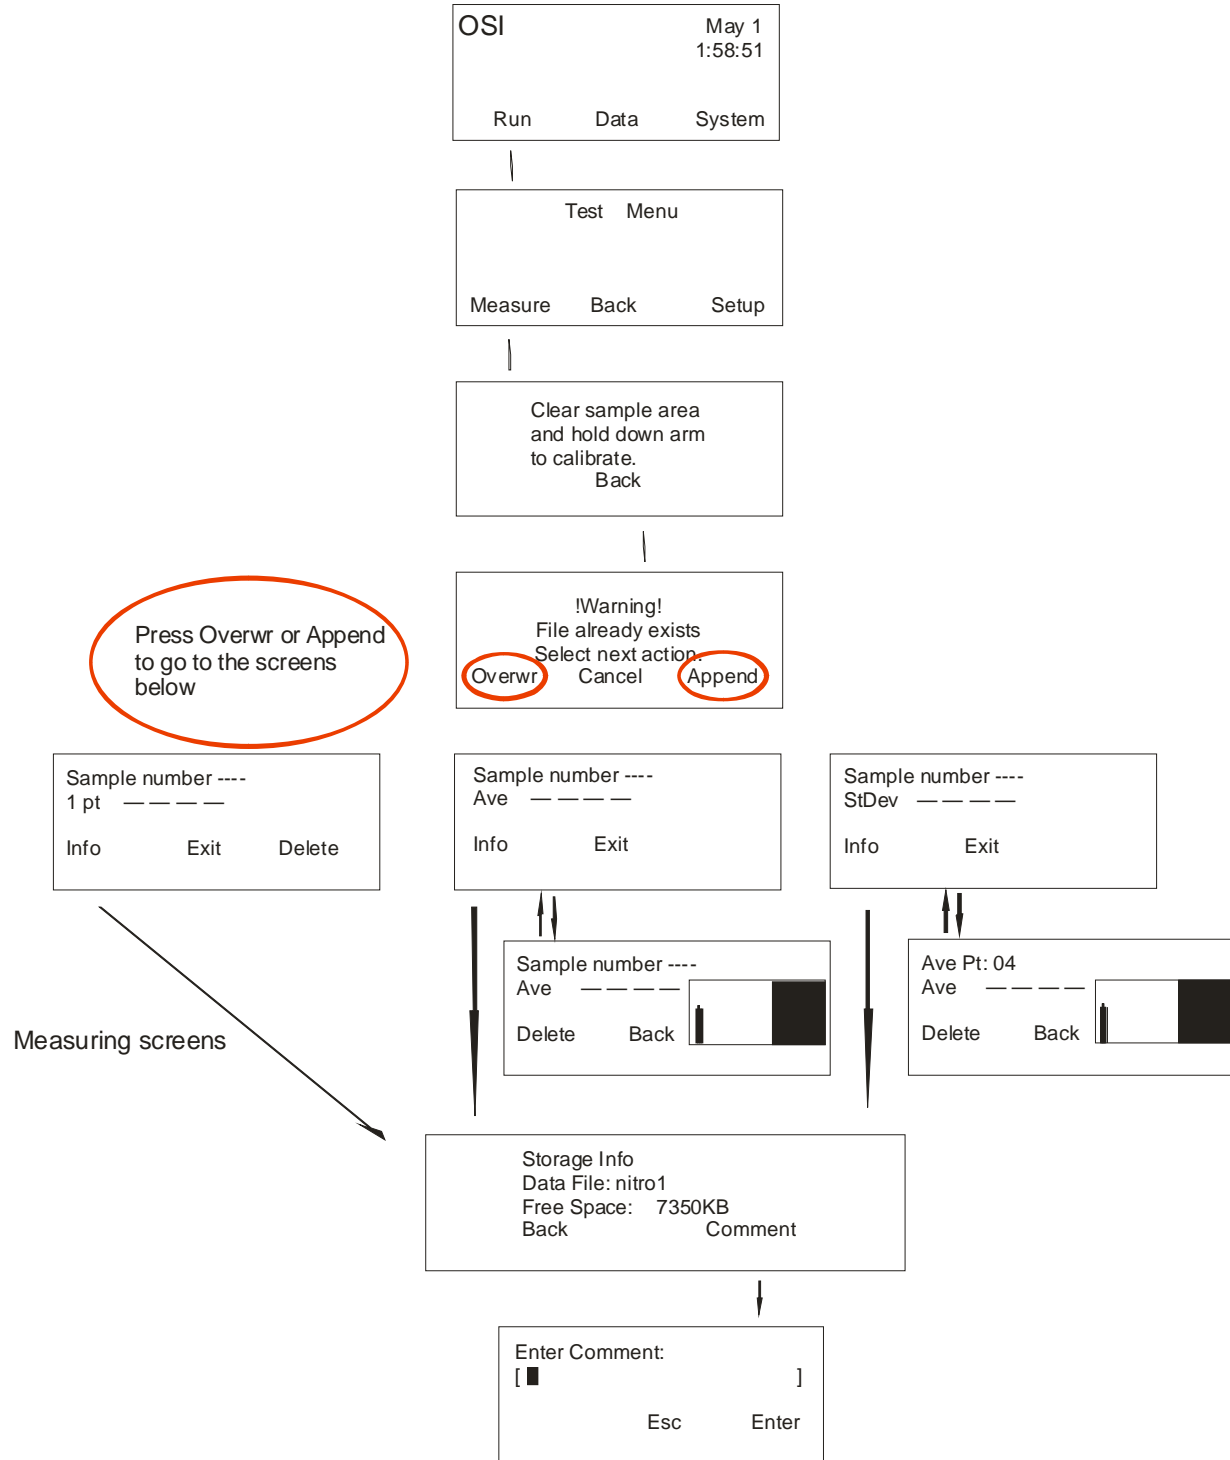 OSI
May 1
1:58:51
Run Data System
Test Menu
Measure Back Setup
Clear sample area
and hold down arm
to calibrate.
Back
!Warning!
File already exists
Select next action.
Overwr Cancel Append
Press Overwr or Append
to go to the screens
below
Sample number ----
1 pt — — — —
Info Exit Delete
Sample number ----
Ave — — — —
Info Exit
Sample number ----
StDev — — — —
Info Exit
Sample number ----
Ave — — — —
Delete Back
Ave Pt: 04
Ave — — — —
Delete Back
Measuring screens
Storage Info
Data File: nitro1
Free Space: 7350KB
Back Comment
Enter Comment:
[ ]
Esc Enter